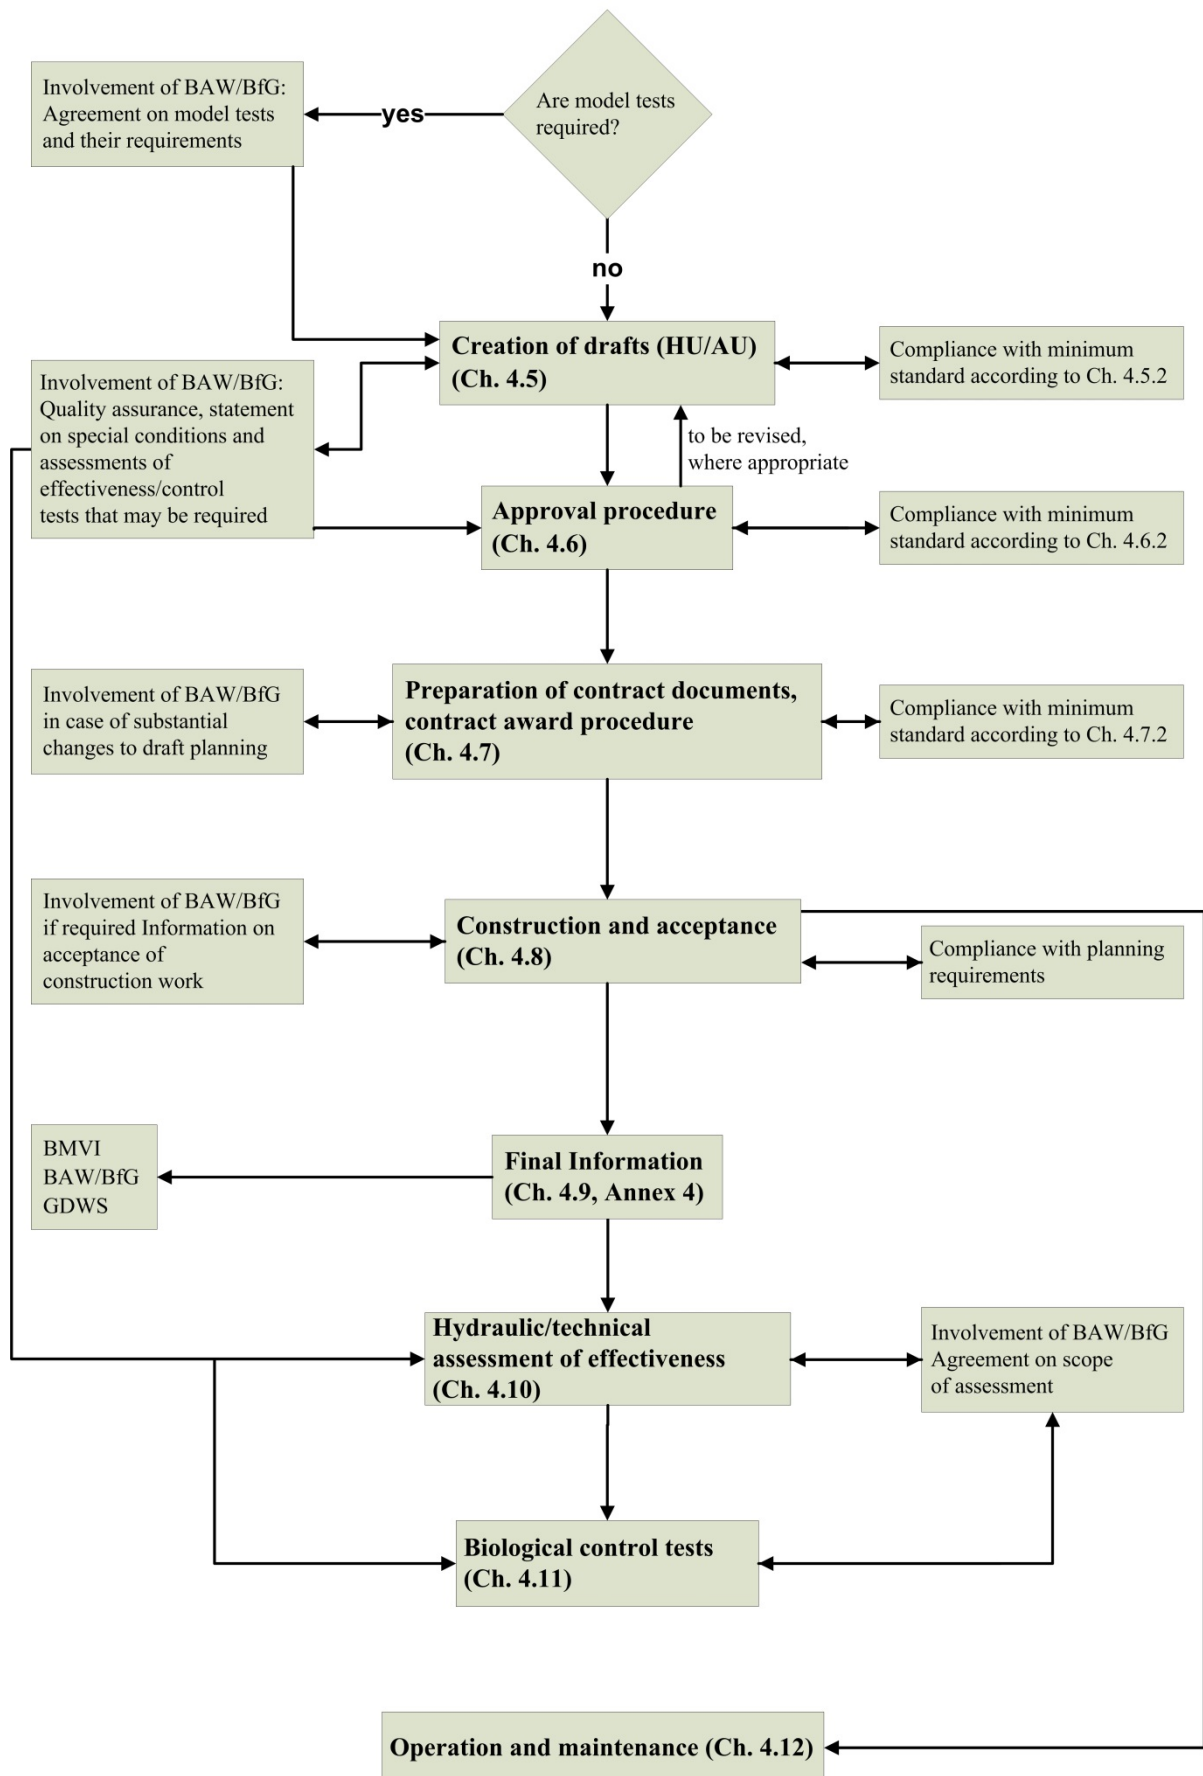 Are model tests
required?
Involvement of BAW/BfG:
Agreement on model tests
and their requirements
yes
no
Creation of drafts (HU/AU)
(Ch. 4.5)
Compliance with minimum
standard according to Ch. 4.5.2
Involvement of BAW/BfG:
Quality assurance, statement
on special conditions and
assessments of
effectiveness/control
tests that may be required
to be revised,
where appropriate
Approval procedure
(Ch. 4.6)
Compliance with minimum
standard according to Ch. 4.6.2
Involvement of BAW/BfG
in case of substantial
changes to draft planning
Preparation of contract documents,
contract award procedure
(Ch. 4.7)
Compliance with minimum
standard according to Ch. 4.7.2
Involvement of BAW/BfG
if required Information on
acceptance of
construction work
Construction and acceptance
(Ch. 4.8)
Compliance with planning
requirements
BMVI
BAW/BfG
GDWS
Final Information
(Ch. 4.9, Annex 4)
Hydraulic/technical
assessment of effectiveness
(Ch. 4.10)
Involvement of BAW/BfG
Agreement on scope
of assessment
Biological control tests
(Ch. 4.11)
Operation and maintenance (Ch. 4.12)